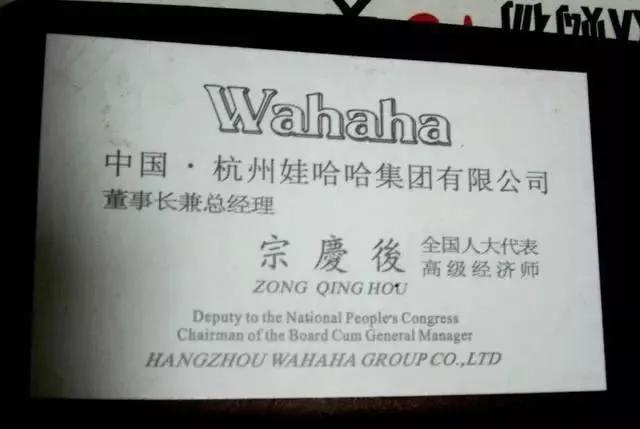 Wahaha
中国·杭州娃哈哈集团有限公司
董事长兼总经理
宗慶後 全国人大代表
高级经济师
ZONG QING HOU
Deputy to the National People's Congress
Chairman of the Board Cum General Manager
HANGZHOU WAHAHA GROUP CO.,LTD